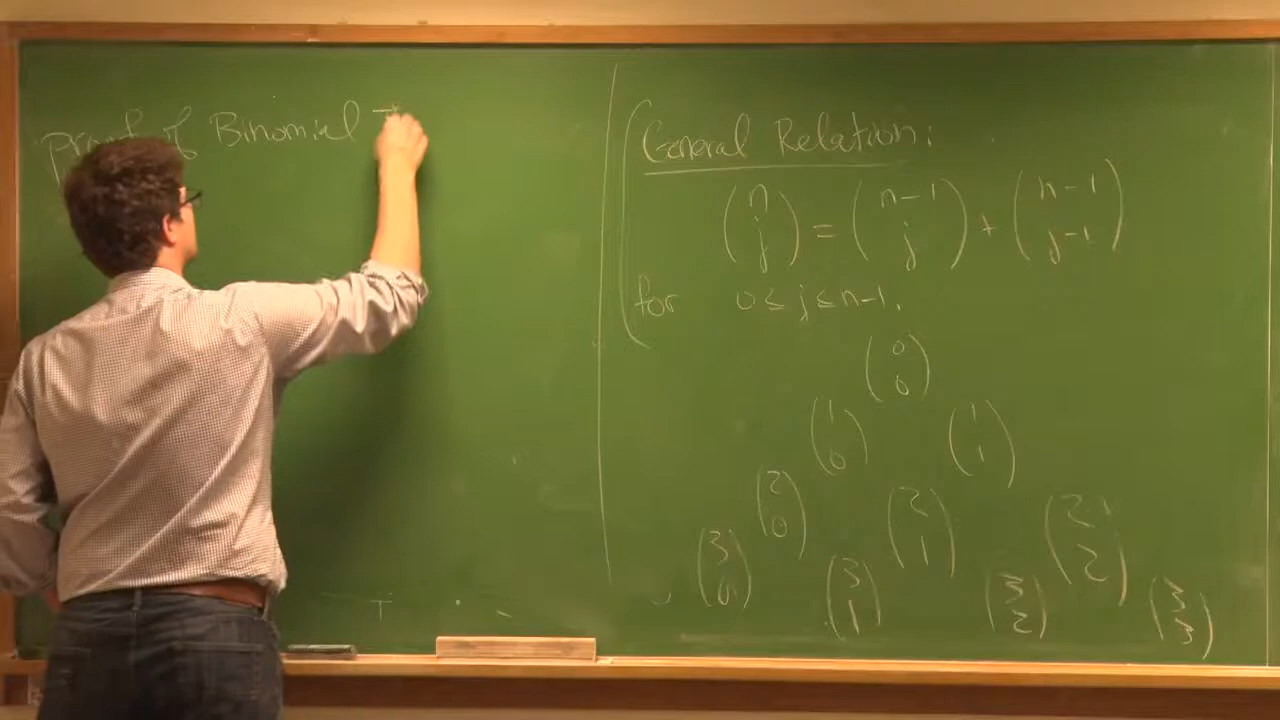 proof of Binomial T
General Relation:
(n j) = (n-1 j) + (n-1 j-1)
for 0 ≤ j ≤ n-1.
(0 0)
(1 0) (1 1)
(2 0) (2 1) (2 2)
(3 0) (3 1) (3 2) (3 3)